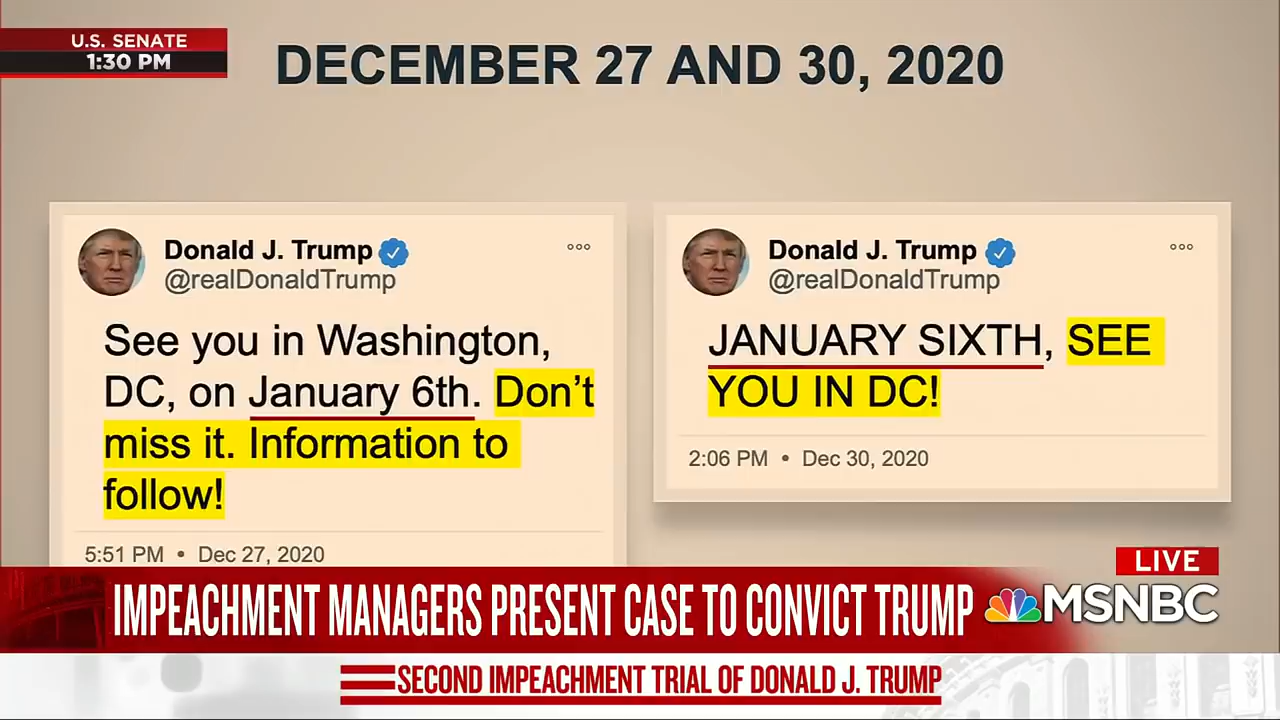 U.S. SENATE
1:30 PM
DECEMBER 27 AND 30, 2020
Donald J. Trump
@realDonaldTrump
See you in Washington,
DC, on January 6th. Don’t
miss it. Information to
follow!
5:51 PM • Dec 27, 2020
Donald J. Trump
@realDonaldTrump
JANUARY SIXTH, SEE
YOU IN DC!
2:06 PM • Dec 30, 2020
LIVE
IMPEACHMENT MANAGERS PRESENT CASE TO CONVICT TRUMP
MSNBC
SECOND IMPEACHMENT TRIAL OF DONALD J. TRUMP